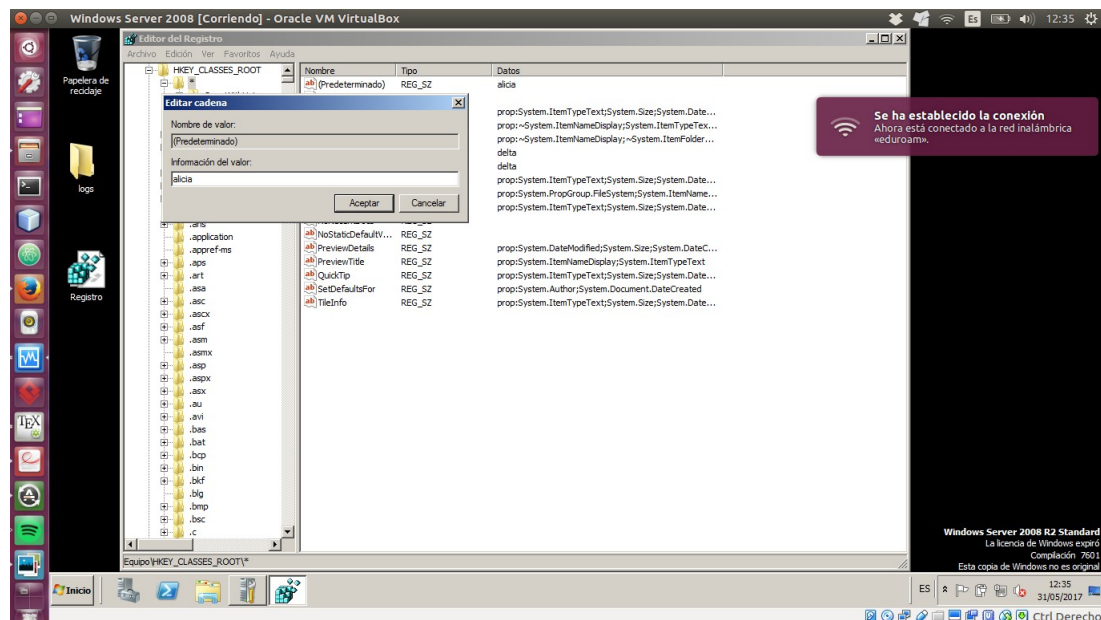 Windows Server 2008 [Corriendo] - Oracle VM VirtualBox
Es
12:35
Editor del Registro
Archivo Edición Ver Favoritos Ayuda
Papelera de
reciclaje
logs
Registro
TEX
HKEY_CLASSES_ROOT
Nombre Tipo Datos
(Predeterminado) REG_SZ alicia
prop:System.ItemTypeText;System.Size;System.Date...
prop:~System.ItemNameDisplay;System.ItemTypeTex...
prop:~System.ItemNameDisplay;~System.ItemFolder...
delta
delta
prop:System.ItemTypeText;System.Size;System.Date...
prop:System.PropGroup.FileSystem;System.ItemName...
prop:System.ItemTypeText;System.Size;System.Date...
Editar cadena
Nombre de valor:
(Predeterminado)
Información del valor:
alicia
Aceptar Cancelar
Se ha establecido la conexión
Ahora está conectado a la red inalámbrica
«eduroam».
NoStaticDefaultV... REG_SZ
PreviewDetails REG_SZ prop:System.DateModified;System.Size;System.DateC...
PreviewTitle REG_SZ prop:System.ItemNameDisplay;System.ItemTypeText
QuickTip REG_SZ prop:System.ItemTypeText;System.Size;System.Date...
SetDefaultsFor REG_SZ prop:System.Author;System.Document.DateCreated
TileInfo REG_SZ prop:System.ItemTypeText;System.Size;System.Date...
.ans
.application
.appref-ms
.aps
.art
.asa
.asc
.ascx
.asf
.asm
.asmx
.asp
.aspx
.asx
.au
.avi
.bas
.bat
.bcp
.bin
.bkf
.blg
.bmp
.bsc
.c
Equipo\HKEY_CLASSES_ROOT\*
Windows Server 2008 R2 Standard
La licencia de Windows expiró
Compilación 7601
Esta copia de Windows no es original
Inicio
ES
12:35
31/05/2017
Ctrl Derecho